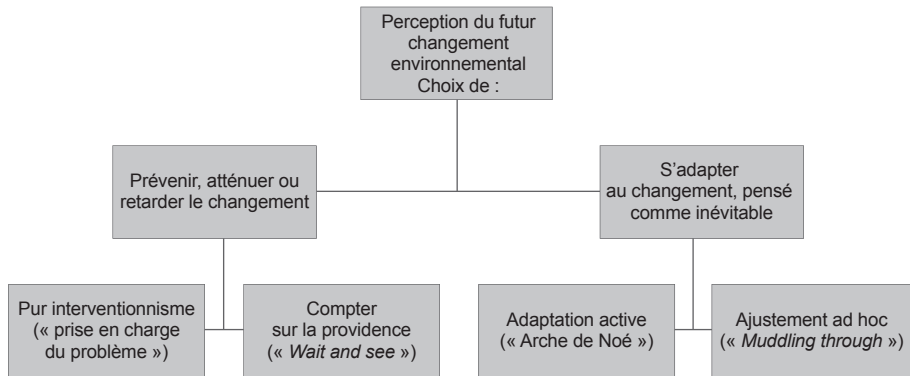 Perception du futur
changement
environnemental
Choix de :
Prévenir, atténuer ou
retarder le changement
S’adapter
au changement, pensé
comme inévitable
Pur interventionnisme
(« prise en charge
du problème »)
Compter
sur la providence
(« Wait and see »)
Adaptation active
(« Arche de Noé »)
Ajustement ad hoc
(« Muddling through »)